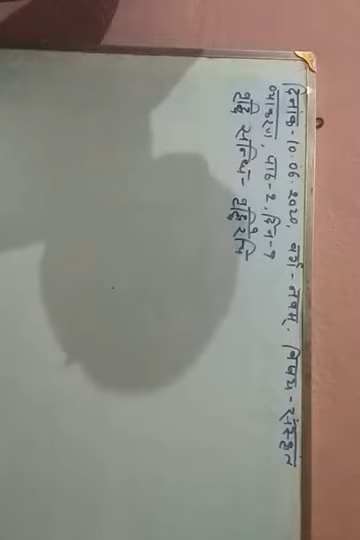 दिनांक - 10.06.2020, वर्ग - नवम्, विषय - संस्कृत
व्याकरण, पाठ - 2, दिन - 7
वृद्धि सन्धिः - वृद्धिरेचि